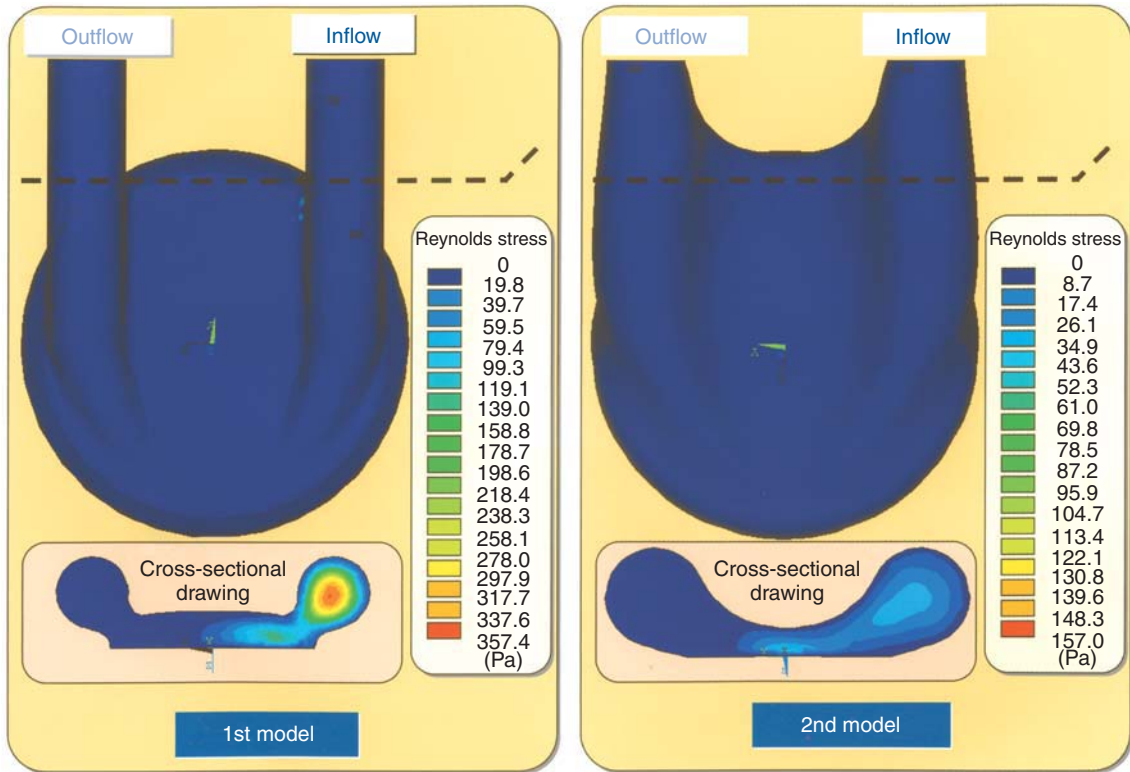 Outflow
Inflow
Reynolds stress
0
19.8
39.7
59.5
79.4
99.3
119.1
139.0
158.8
178.7
198.6
218.4
238.3
258.1
278.0
297.9
317.7
337.6
357.4
(Pa)
Cross-sectional
drawing
1st model
Outflow
Inflow
Reynolds stress
0
8.7
17.4
26.1
34.9
43.6
52.3
61.0
69.8
78.5
87.2
95.9
104.7
113.4
122.1
130.8
139.6
148.3
157.0
(Pa)
Cross-sectional
drawing
2nd model